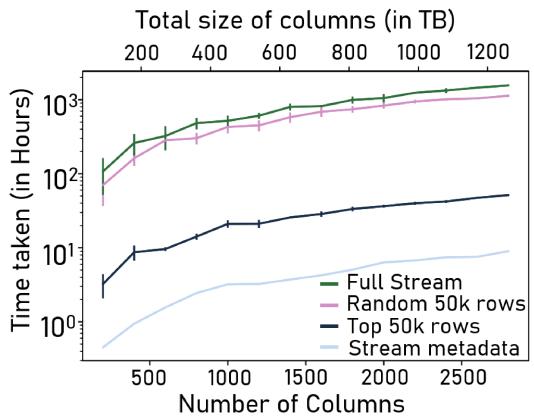 Total size of columns (in TB)
200 400 600 800 1000 1200
Time taken (in Hours)
10³
10²
10¹
10⁰
Full Stream
Random 50k rows
Top 50k rows
Stream metadata
500 1000 1500 2000 2500
Number of Columns